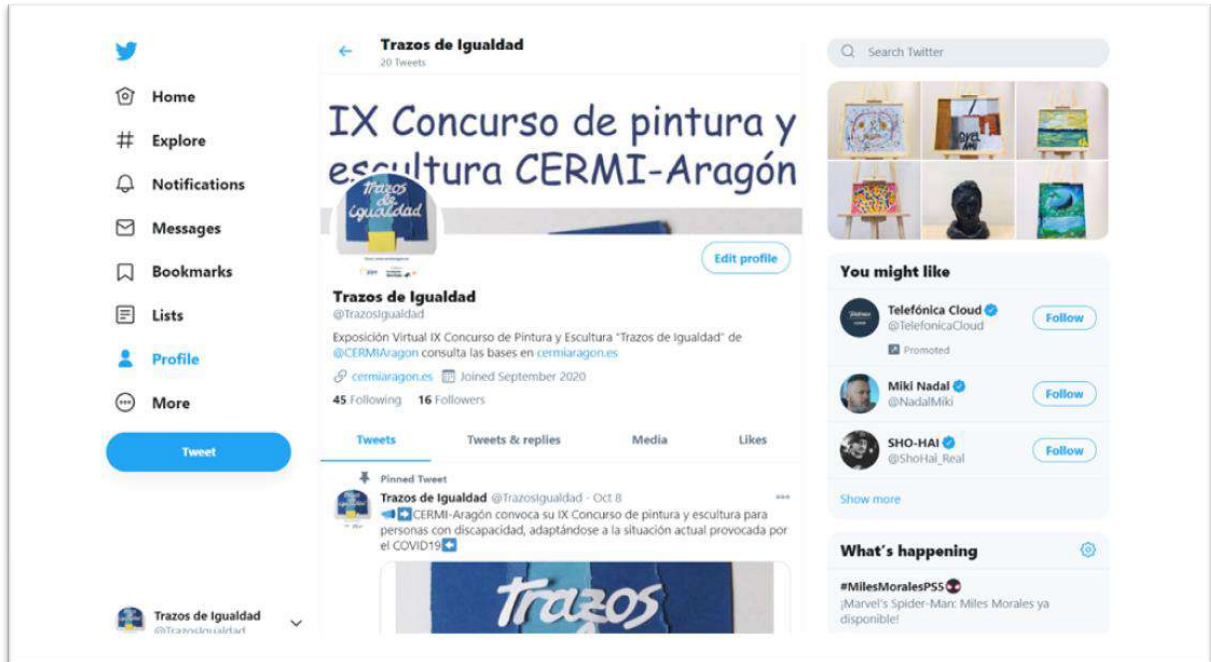 Home
Explore
Notifications
Messages
Bookmarks
Lists
Profile
More
Tweet
Trazos de Igualdad
@TrazosIgualdad
Trazos de Igualdad
20 Tweets
IX Concurso de pintura y
escultura CERMI-Aragón
Trazos
de
igualdad
Edit profile
Trazos de Igualdad
@TrazosIgualdad
Exposición Virtual IX Concurso de Pintura y Escultura "Trazos de Igualdad" de
@CERMIAragon consulta las bases en cermiaragon.es
cermiaragon.es Joined September 2020
45 Following 16 Followers
Tweets Tweets & replies Media Likes
Pinned Tweet
Trazos de Igualdad @TrazosIgualdad · Oct 8
CERMI-Aragón convoca su IX Concurso de pintura y escultura para
personas con discapacidad, adaptándose a la situación actual provocada por
el COVID19
Trazos
Search Twitter
You might like
Telefónica Cloud
@TelefonicaCloud
Follow
Promoted
Miki Nadal
@NadalMiki
Follow
SHO-HAI
@ShoHai_Real
Follow
Show more
What's happening
#MilesMoralesPS5
¡Marvel's Spider-Man: Miles Morales ya
disponible!